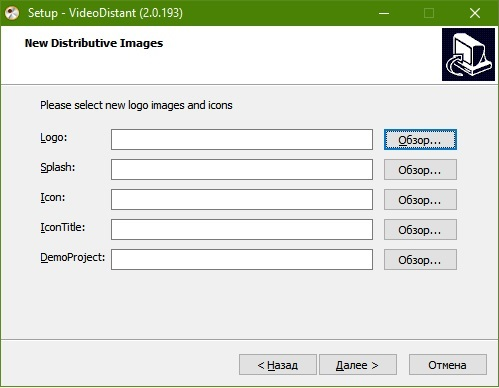 Setup - VideoDistant (2.0.193)
New Distributive Images
Please select new logo images and icons
Logo: Обзор...
Splash: Обзор...
Icon: Обзор...
IconTitle: Обзор...
DemoProject: Обзор...
< Назад Далее > Отмена